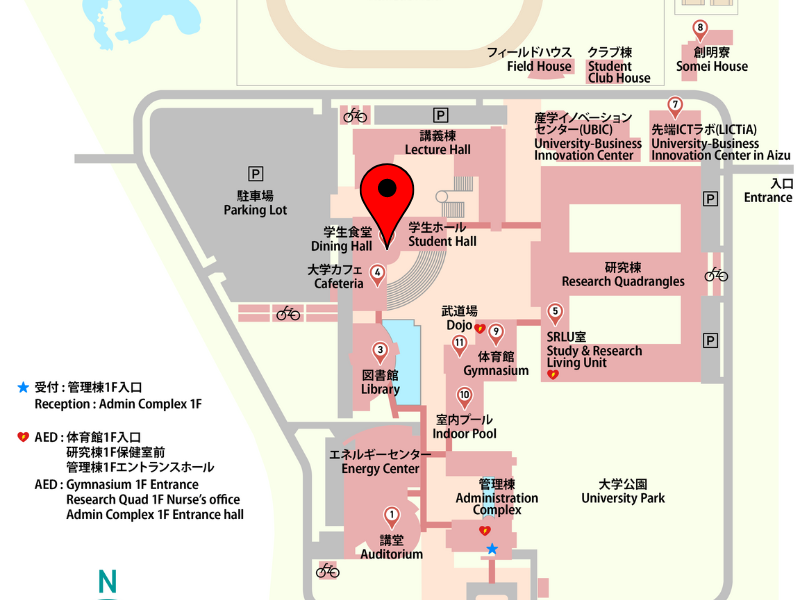 8
フィールドハウス
Field House
クラブ棟
Student
Club House
創明寮
Somei House
P
講義棟
Lecture Hall
産学イノベーション
センター(UBIC)
University-Business
Innovation Center
7
先端ICTラボ(LICTiA)
University-Business
Innovation Center in Aizu
P
駐車場
Parking Lot
P
入口
Entrance
学生食堂
Dining Hall
学生ホール
Student Hall
大学カフェ
Cafeteria
4
研究棟
Research Quadrangles
武道場
Dojo
9
11
体育館
Gymnasium
5
SRLU室
Study & Research
Living Unit
P
3
図書館
Library
10
室内プール
Indoor Pool
受付 : 管理棟1F入口
Reception : Admin Complex 1F
AED : 体育館1F入口
研究棟1F保健室前
管理棟1Fエントランスホール
AED : Gymnasium 1F Entrance
Research Quad 1F Nurse's office
Admin Complex 1F Entrance hall
エネルギーセンター
Energy Center
管理棟
Administration
Complex
大学公園
University Park
1
講堂
Auditorium
N